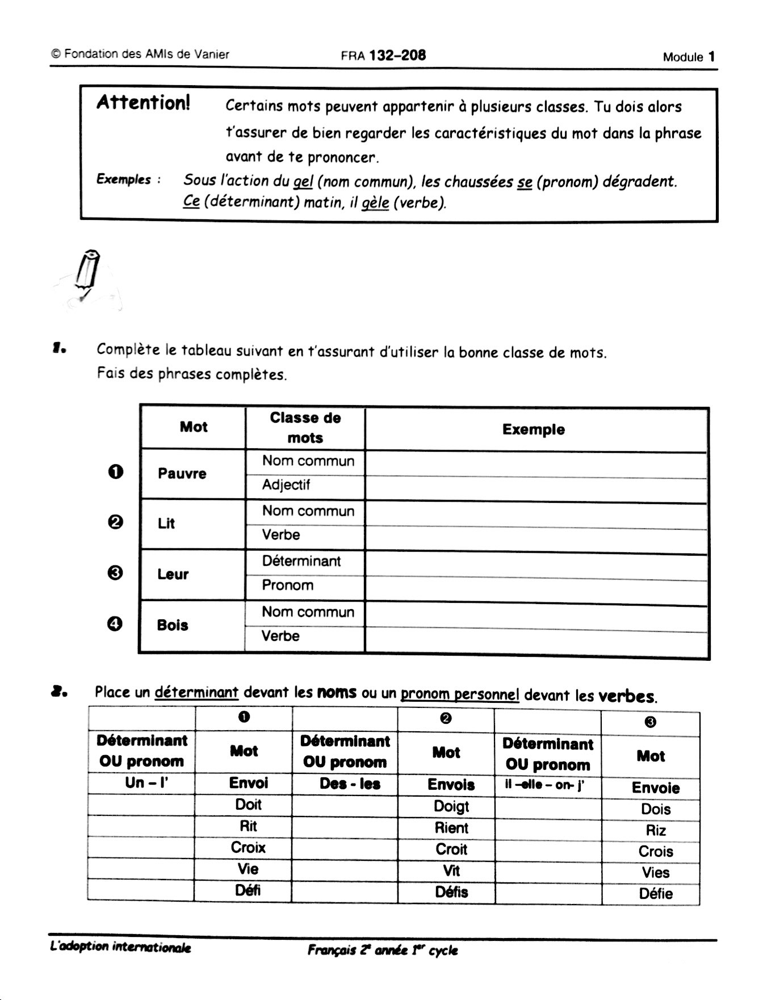 © Fondation des AMIs de Vanier FRA 132-208 Module 1
Attention! Certains mots peuvent appartenir à plusieurs classes. Tu dois alors
t'assurer de bien regarder les caractéristiques du mot dans la phrase
avant de te prononcer.
Exemples : Sous l'action du gel (nom commun), les chaussées se (pronom) dégradent.
Ce (déterminant) matin, il gèle (verbe).
1. Complète le tableau suivant en t'assurant d'utiliser la bonne classe de mots.
Fais des phrases complètes.
Mot Classe de mots Exemple
❶ Pauvre Nom commun
Adjectif
❷ Lit Nom commun
Verbe
❸ Leur Déterminant
Pronom
❹ Bois Nom commun
Verbe
2. Place un déterminant devant les noms ou un pronom personnel devant les verbes.
❶ ❷ ❸
Déterminant OU pronom Mot Déterminant OU pronom Mot Déterminant OU pronom Mot
Un – l' Envoi Des - les Envois il –elle – on- j' Envoie
Doit Doigt Dois
Rit Rient Riz
Croix Croit Crois
Vie Vit Vies
Défi Défis Défie
L'adoption internationale Français 2e année 1er cycle